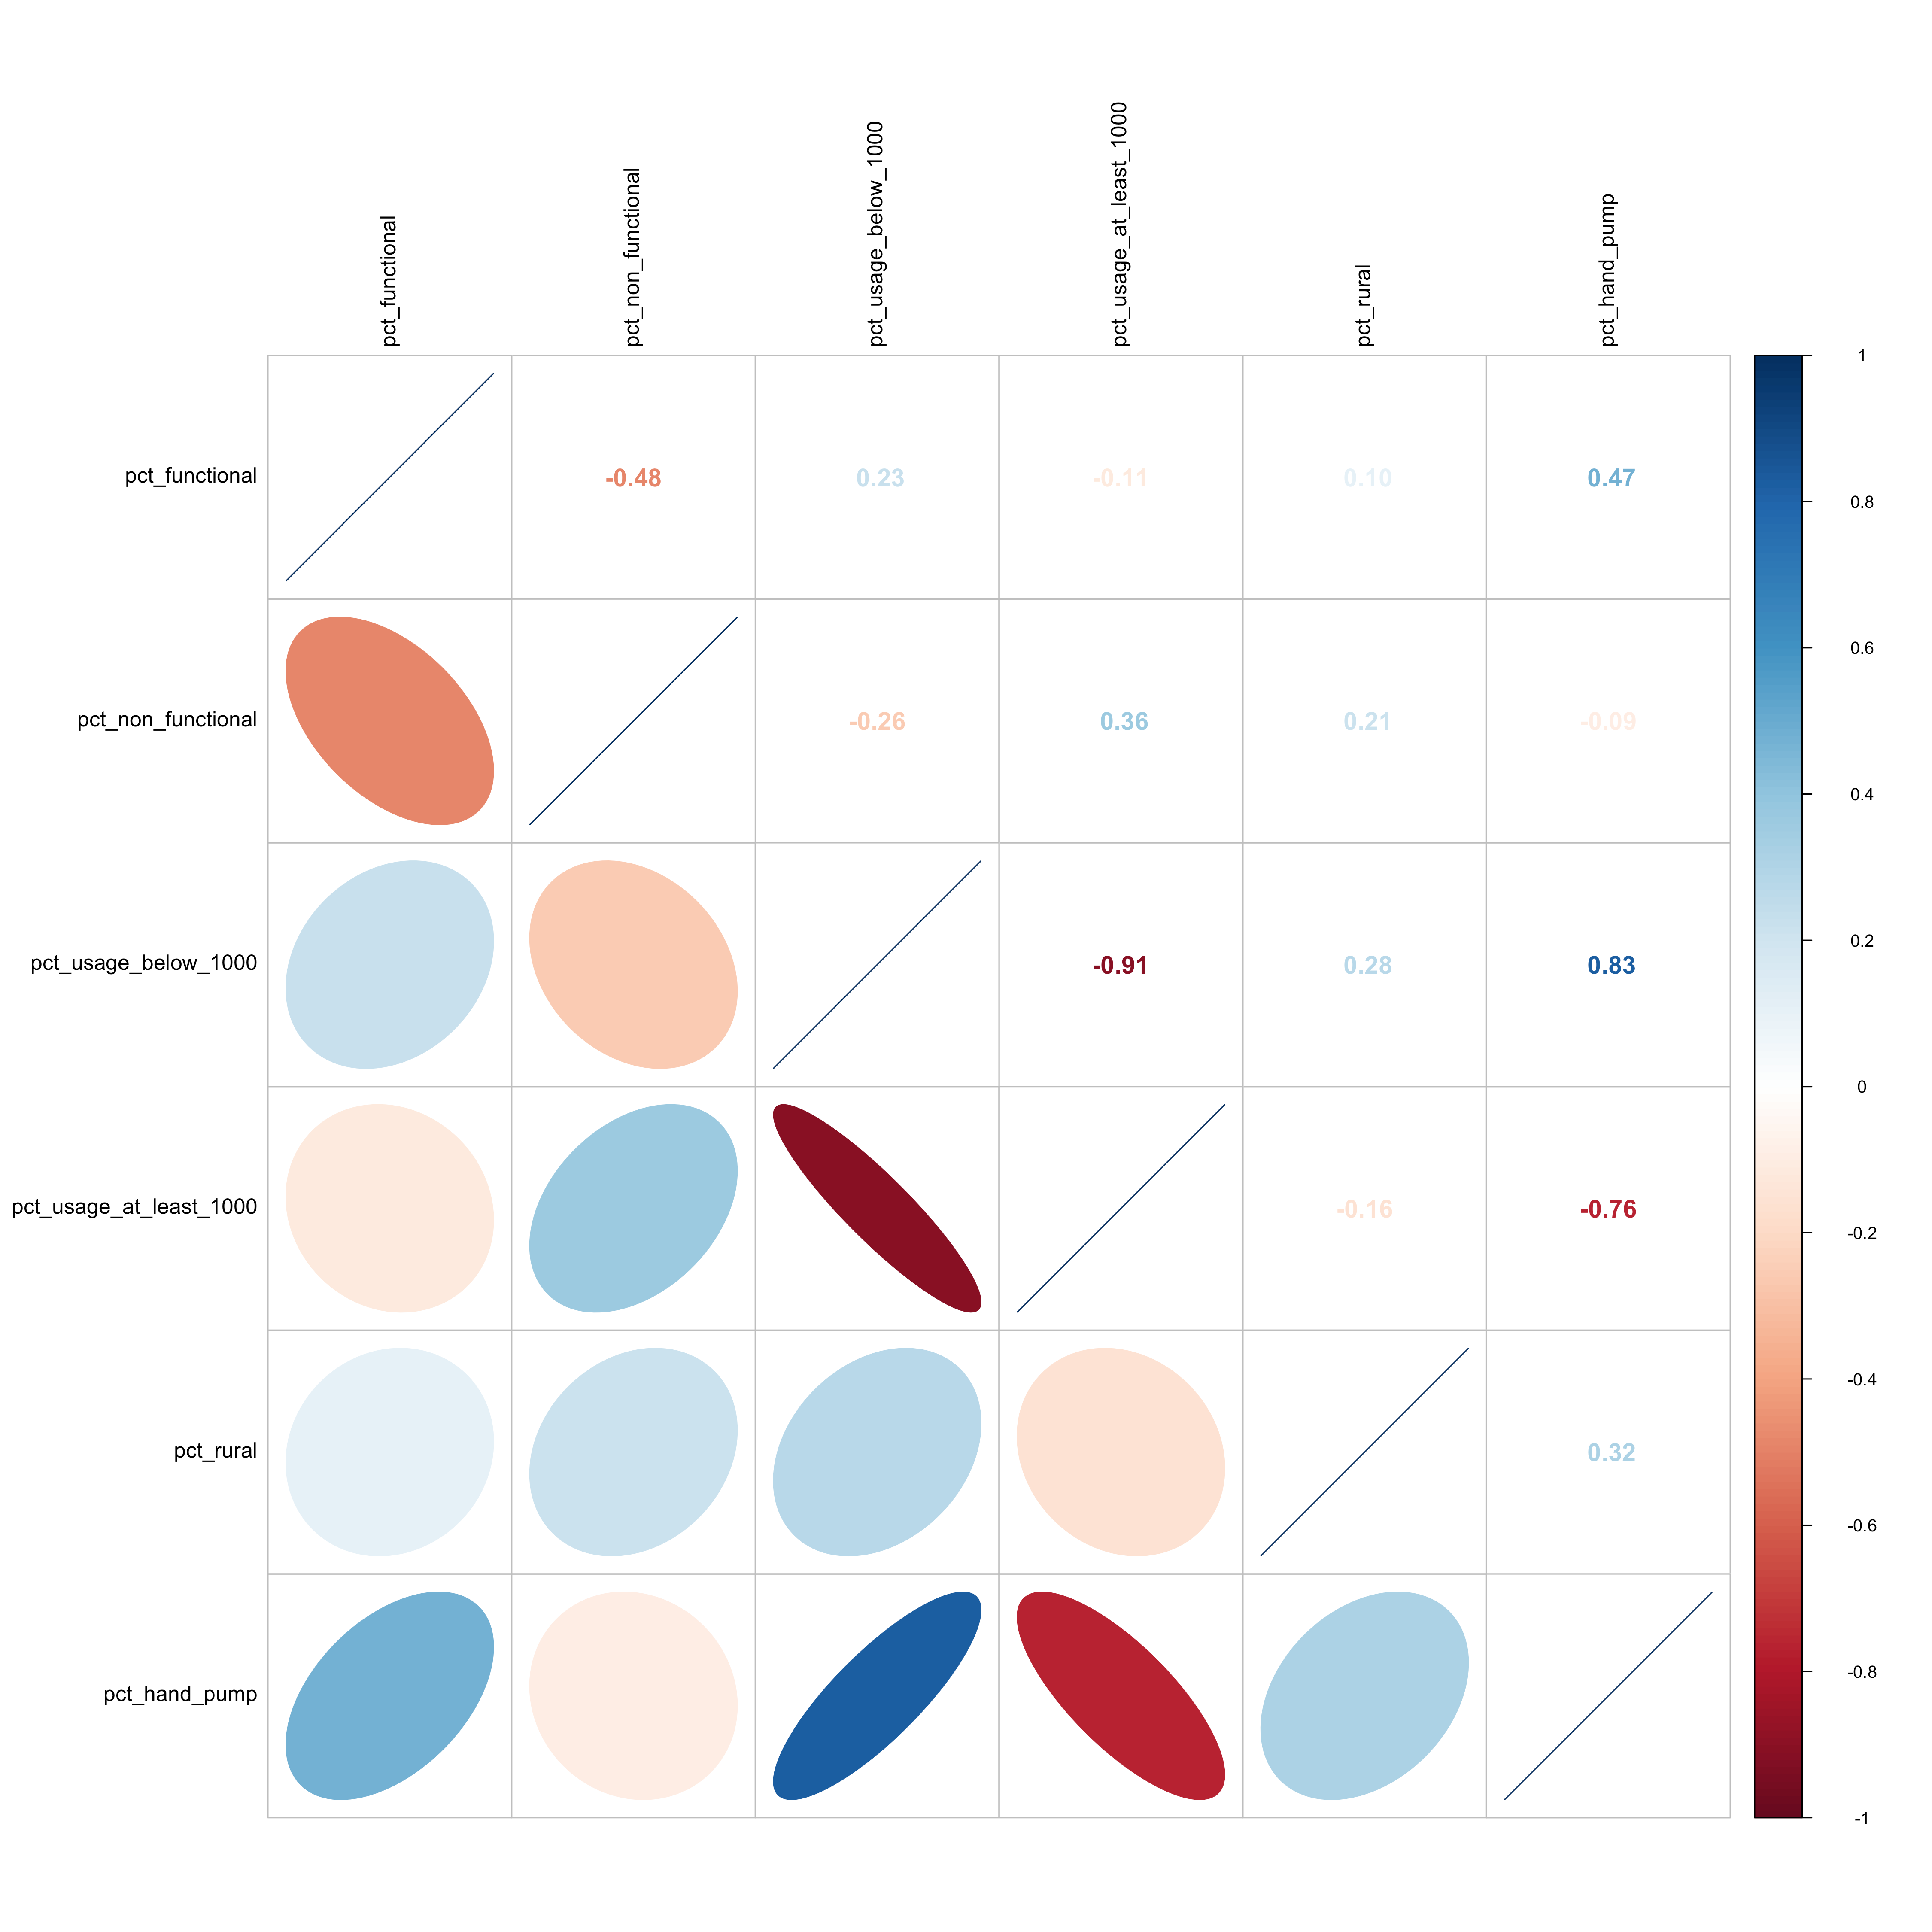 pct_functional
pct_non_functional
pct_usage_below_1000
pct_usage_at_least_1000
pct_rural
pct_hand_pump
pct_functional -0.48 0.23 -0.11 0.10 0.47
pct_non_functional -0.26 0.36 0.21 -0.09
pct_usage_below_1000 -0.91 0.28 0.83
pct_usage_at_least_1000 -0.16 -0.76
pct_rural 0.32
pct_hand_pump
1
0.8
0.6
0.4
0.2
0
-0.2
-0.4
-0.6
-0.8
-1